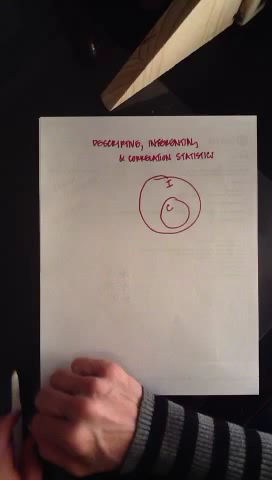 DESCRIPTIVE, INFERENTIAL,
& CORRELATION STATISTICS
I
C